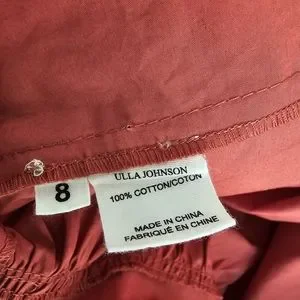 8
ULLA JOHNSON
100% COTTON/COTON
MADE IN CHINA
FABRIQUÉ EN CHINE